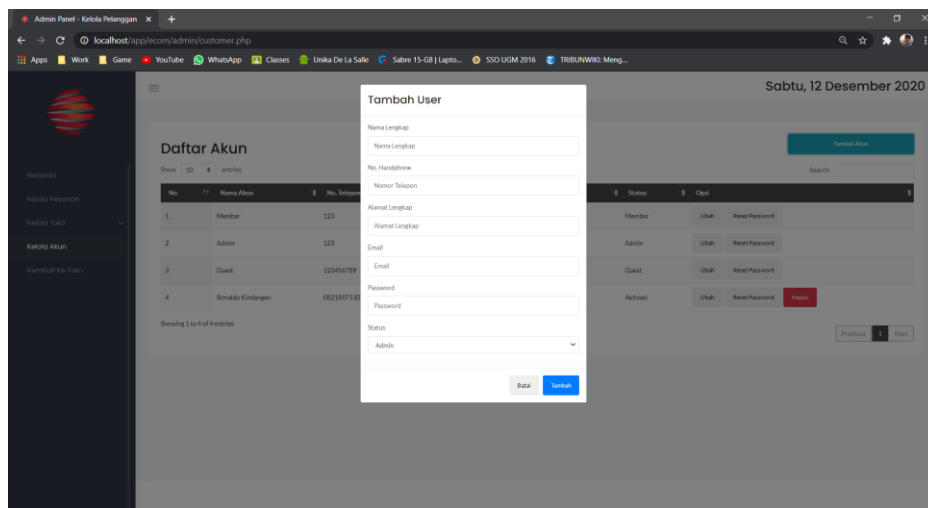 Admin Panel - Kelola Pelanggan
localhost/app/ecom/admin/customer.php
Apps Work Game YouTube WhatsApp Classes Unika De La Salle Sabre 15-G8 | Lapto... SSO UGM 2016 TRIBUNWIKI: Meng...
Sabtu, 12 Desember 2020
Tambah User
Nama Lengkap
Nama Lengkap
No. Handphone
Nomor Telepon
Alamat Lengkap
Alamat Lengkap
Email
Email
Password
Password
Status
Admin
Batal Tambah
Beranda
Kelola Pesanan
Kelola Toko
Kelola Akun
Kembali Ke Toko
Daftar Akun
Tambah Akun
Show 10 entries
Search:
No Nama Akun No. Telepon Status Opsi
1 Member 123 Member Ubah Reset Password
2 Admin 123 Admin Ubah Reset Password
3 Guest 123456789 Guest Ubah Reset Password
4 Ronaldo Kindangen 0821887130 Aktivasi Ubah Reset Password Hapus
Showing 1 to 4 of 4 entries
Previous 1 Next